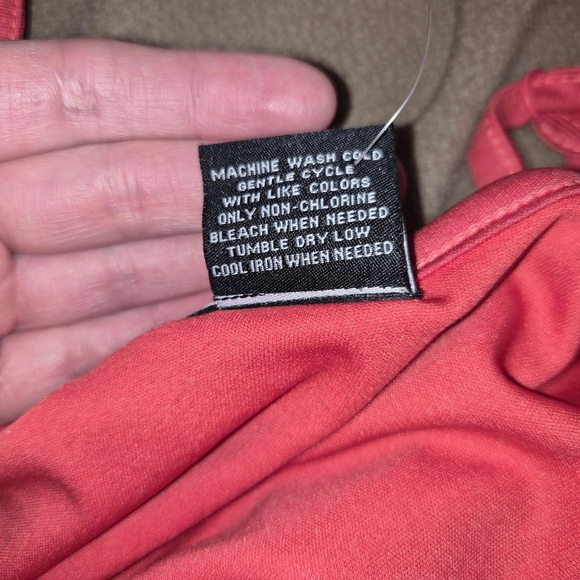 MACHINE WASH COLD
GENTLE CYCLE
WITH LIKE COLORS
ONLY NON-CHLORINE
BLEACH WHEN NEEDED
TUMBLE DRY LOW
COOL IRON WHEN NEEDED